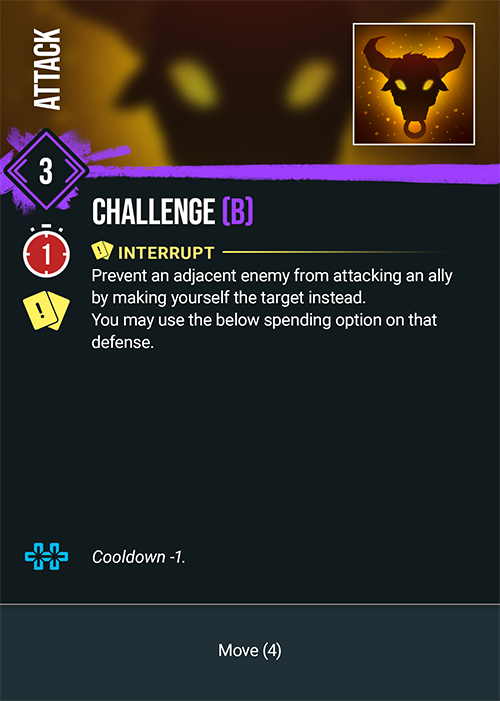 ATTACK
3
CHALLENGE (B)
1
! INTERRUPT
!
Prevent an adjacent enemy from attacking an ally
by making yourself the target instead.
You may use the below spending option on that
defense.
Cooldown -1.
Move (4)